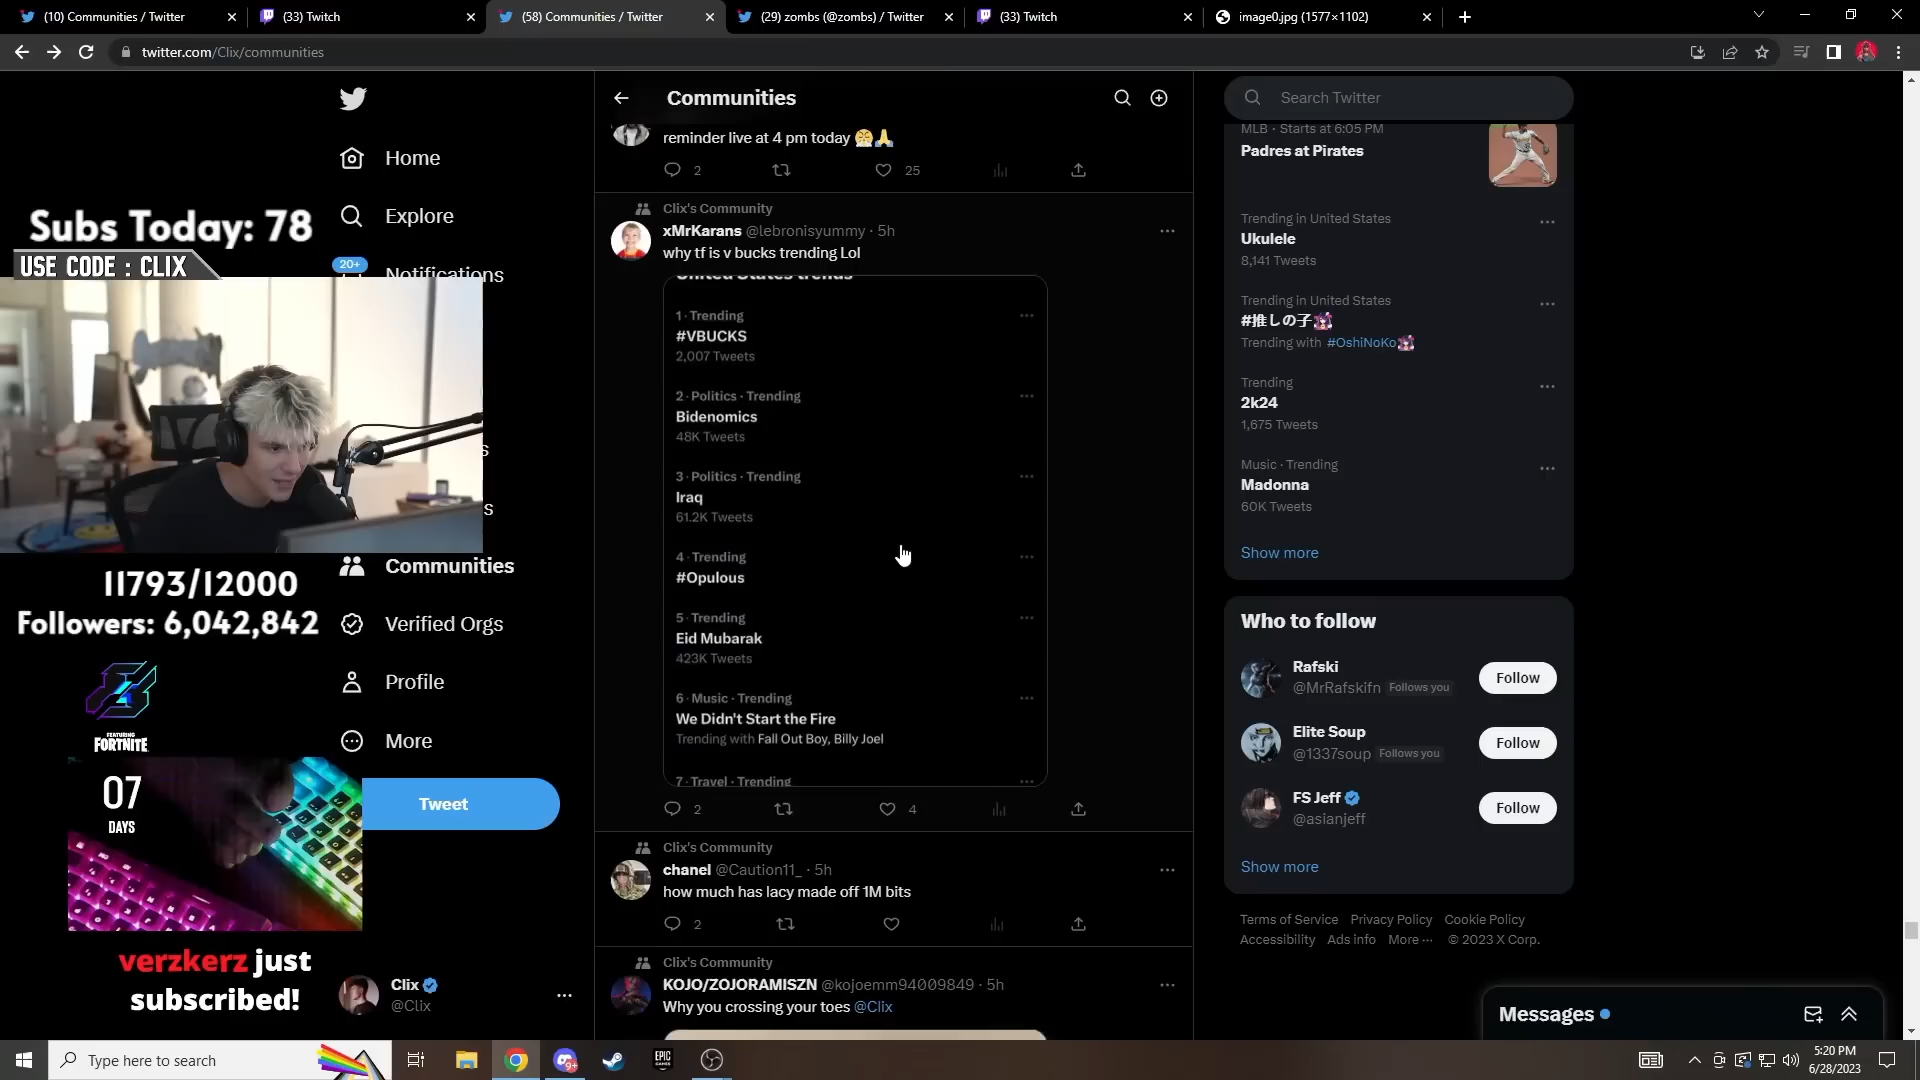 (10) Communities / Twitter
(33) Twitch
(58) Communities / Twitter
(29) zombs (@zombs) / Twitter
(33) Twitch
image0.jpg (1577×1102)
twitter.com/Clix/communities
Home
Explore
20+
Notifications
Communities
Verified Orgs
Profile
More
Tweet
Clix
@Clix
Subs Today: 78
USE CODE : CLIX
11793/12000
Followers: 6,042,842
FEATURING
FORTNITE
07
DAYS
verzkerz just
subscribed!
Communities
reminder live at 4 pm today 😤🙏
2
25
Clix's Community
xMrKarans @lebronisyummy · 5h
why tf is v bucks trending Lol
United States trends
1 · Trending
#VBUCKS
2,007 Tweets
2 · Politics · Trending
Bidenomics
48K Tweets
3 · Politics · Trending
Iraq
61.2K Tweets
4 · Trending
#Opulous
5 · Trending
Eid Mubarak
423K Tweets
6 · Music · Trending
We Didn't Start the Fire
Trending with Fall Out Boy, Billy Joel
7 · Travel · Trending
2
4
Clix's Community
chanel @Caution11_ · 5h
how much has lacy made off 1M bits
2
Clix's Community
KOJO/ZOJORAMISZN @kojoemm94009849 · 5h
Why you crossing your toes @Clix
Search Twitter
MLB · Starts at 6:05 PM
Padres at Pirates
Trending in United States
Ukulele
8,141 Tweets
Trending in United States
#推しの子
Trending with #OshiNoKo
Trending
2k24
1,675 Tweets
Music · Trending
Madonna
60K Tweets
Show more
Who to follow
Rafski
@MrRafskifn Follows you
Follow
Elite Soup
@1337soup Follows you
Follow
FS Jeff
@asianjeff
Follow
Show more
Terms of Service Privacy Policy Cookie Policy
Accessibility Ads info More ··· © 2023 X Corp.
Messages
Type here to search
EPIC
GAMES
5:20 PM
6/28/2023